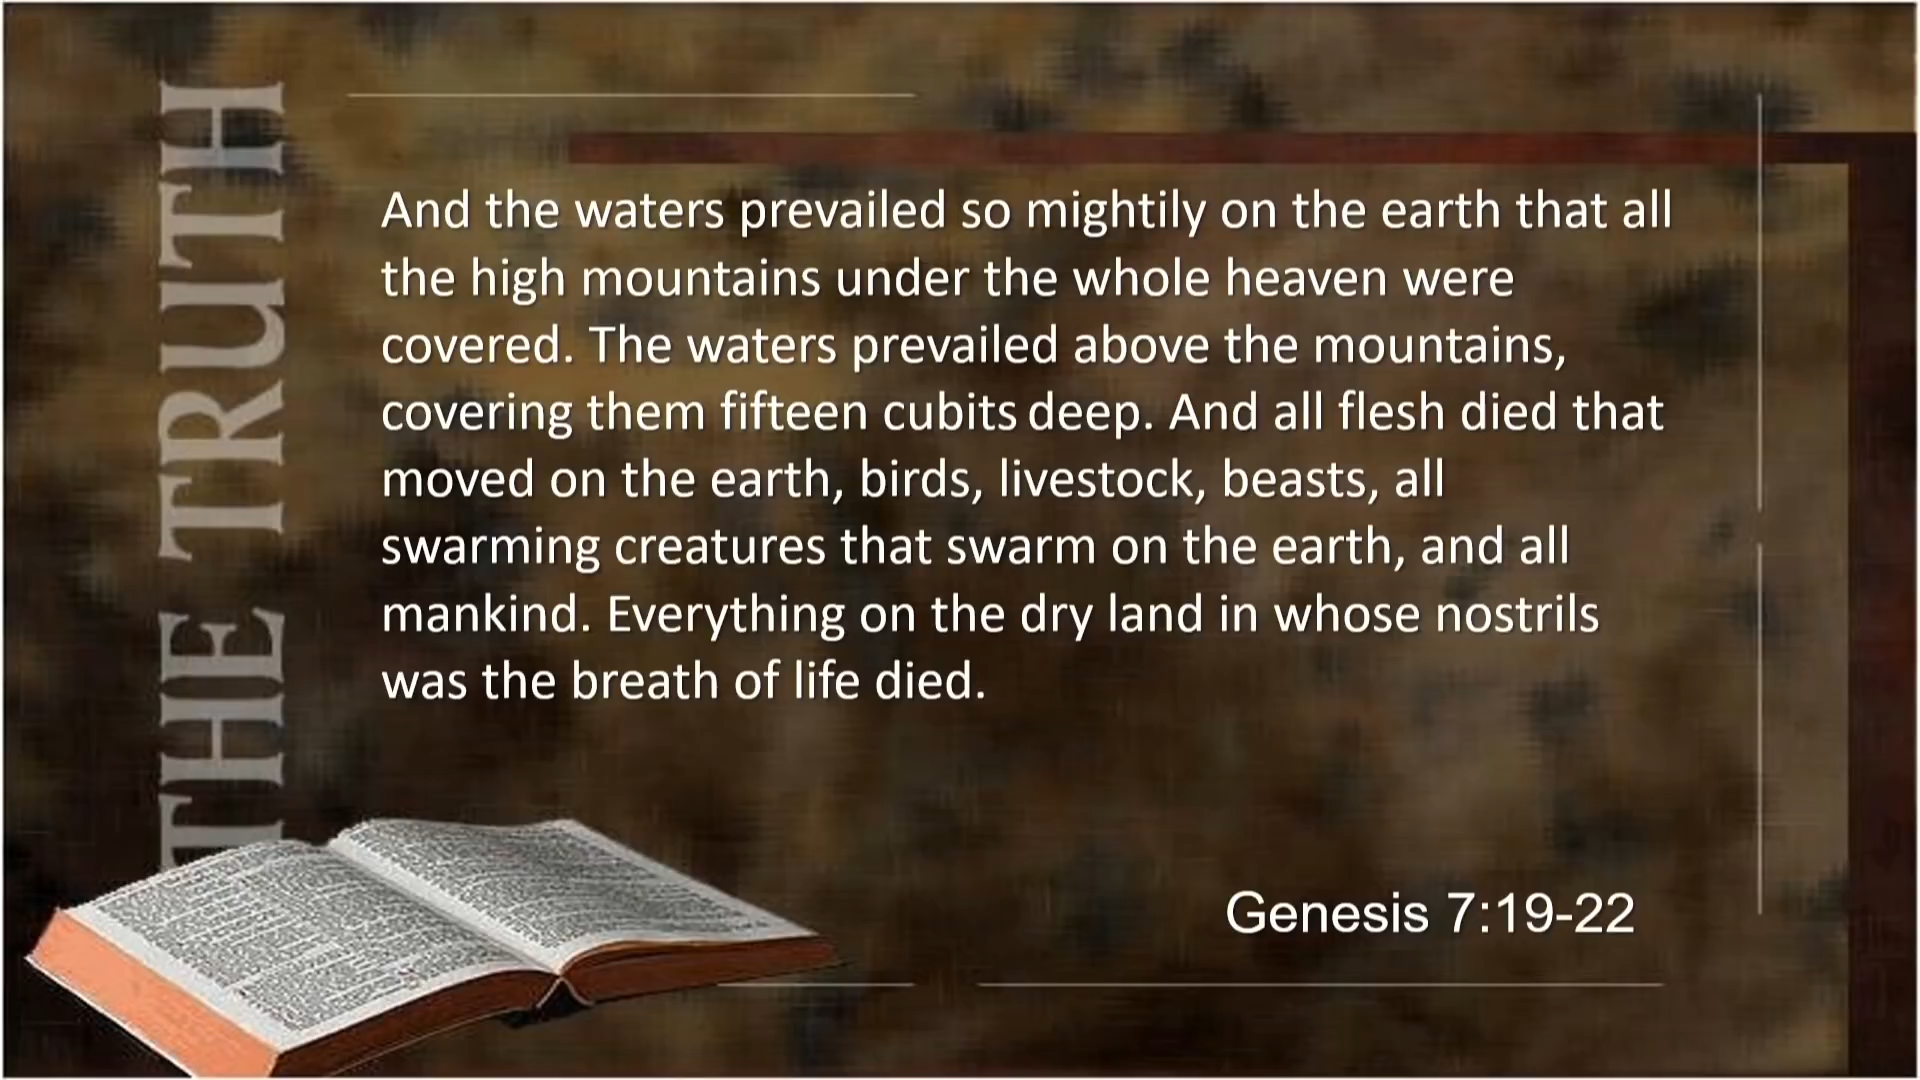 THE TRUTH
And the waters prevailed so mightily on the earth that all
the high mountains under the whole heaven were
covered. The waters prevailed above the mountains,
covering them fifteen cubits deep. And all flesh died that
moved on the earth, birds, livestock, beasts, all
swarming creatures that swarm on the earth, and all
mankind. Everything on the dry land in whose nostrils
was the breath of life died.
Genesis 7:19-22